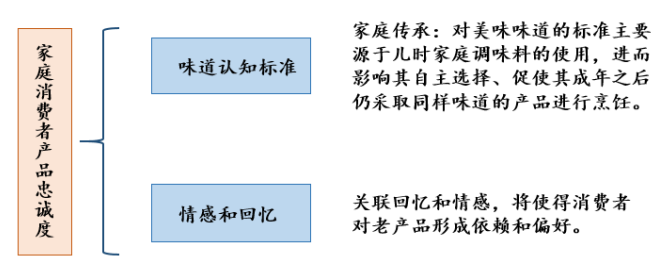 家庭消费者产品忠诚度
味道认知标准
家庭传承：对美味味道的标准主要
源于儿时家庭调味料的使用，进而
影响其自主选择、促使其成年之后
仍采取同样味道的产品进行烹饪。
情感和回忆
关联回忆和情感，将使得消费者
对老产品形成依赖和偏好。